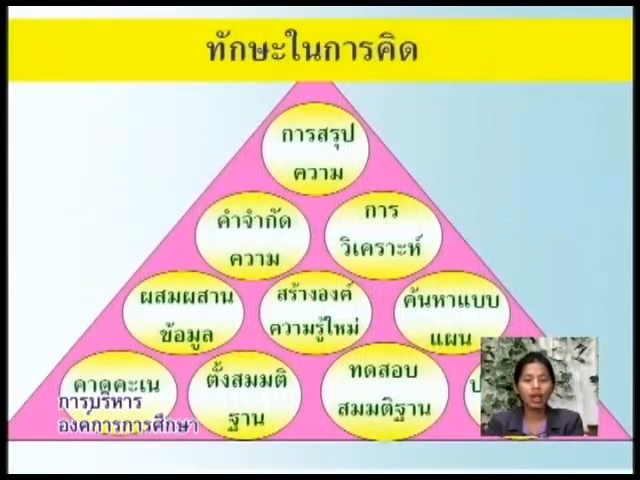 ทักษะในการคิด
การสรุป
ความ
คำจำกัด
ความ
การ
วิเคราะห์
ผสมผสาน
ข้อมูล
สร้างองค์
ความรู้ใหม่
ค้นหาแบบ
แผน
คาดคะเน
ตั้งสมมติ
ฐาน
ทดสอบ
สมมติฐาน
การบริหาร
องค์การการศึกษา